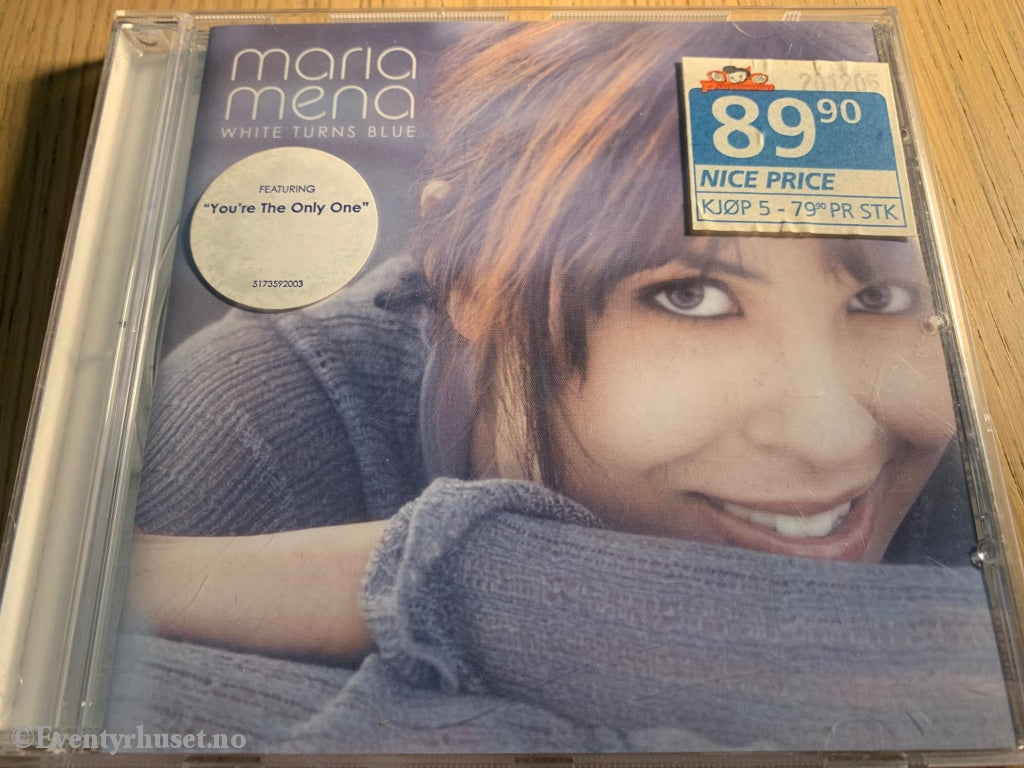 maria
mena
WHITE TURNS BLUE
FEATURING
"You're The Only One"
5173592003
201205
89⁹⁰
NICE PRICE
KJØP 5 - 79⁹⁰ PR STK
©Eventyrhuset.no